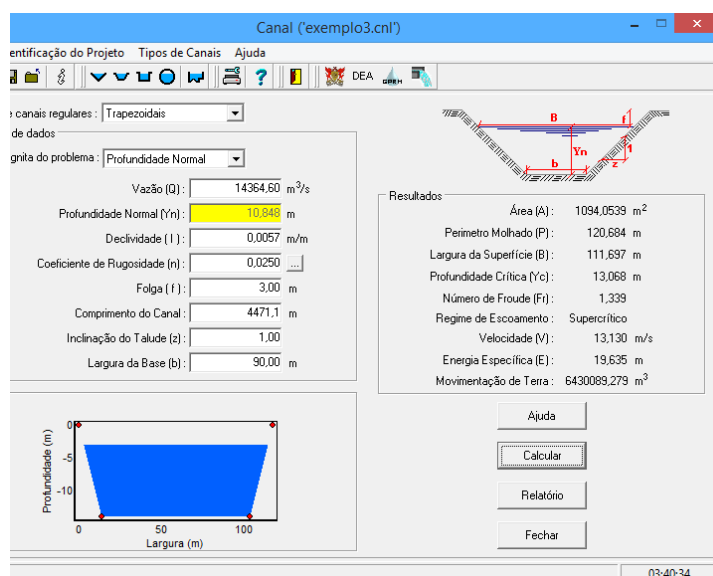 Canal ('exemplo3.cnl')
entificação do Projeto Tipos de Canais Ajuda
DEA
canais regulares : Trapezoidais
de dados
gnita do problema : Profundidade Normal
Vazão (Q) : 14364,60 m³/s
Profundidade Normal (Yn) : 10,848 m
Declividade ( I ) : 0,0057 m/m
Coeficiente de Rugosidade (n) : 0,0250 ...
Folga ( f ) : 3,00 m
Comprimento do Canal : 4471,1 m
Inclinação do Talude (z) : 1,00
Largura da Base (b) : 90,00 m
B f
Yn 1
b z
Resultados
Área (A) : 1094,0539 m²
Perimetro Molhado (P) : 120,684 m
Largura da Superfície (B) : 111,697 m
Profundidade Crítica (Yc) : 13,068 m
Número de Froude (Fr) : 1,339
Regime de Escoamento : Supercrítico
Velocidade (V) : 13,130 m/s
Energia Específica (E) : 19,635 m
Movimentação de Terra : 6430089,279 m³
Profundidade (m)
0
-5
-10
0 50 100
Largura (m)
Ajuda
Calcular
Relatório
Fechar
03:40:34